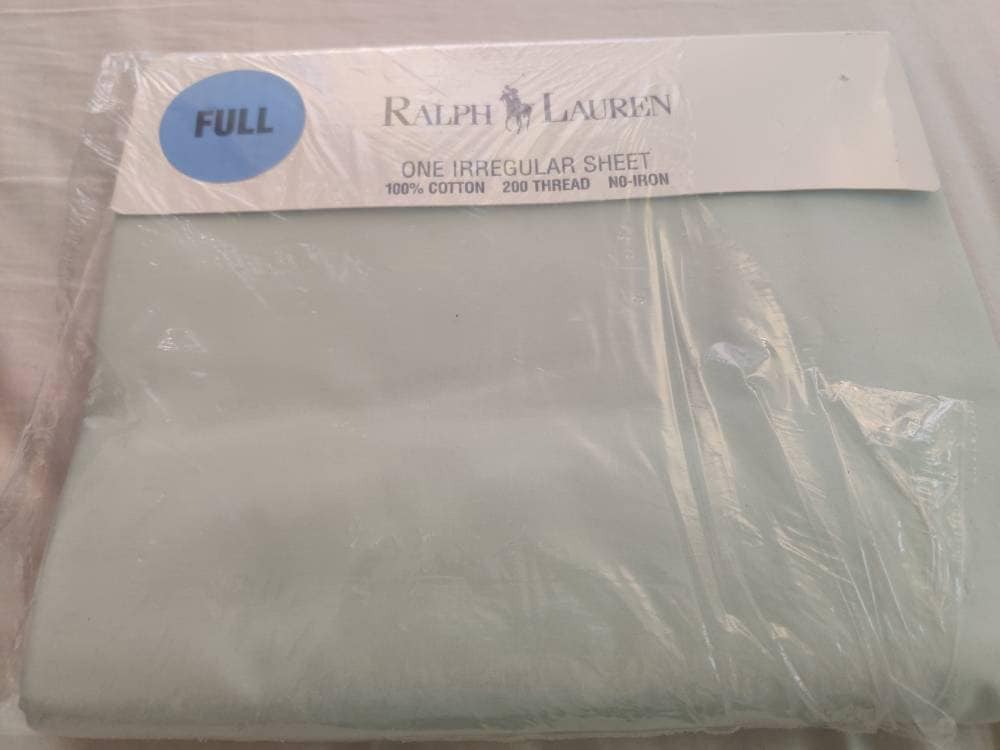 FULL
RALPH LAUREN
ONE IRREGULAR SHEET
100% COTTON 200 THREAD NO-IRON